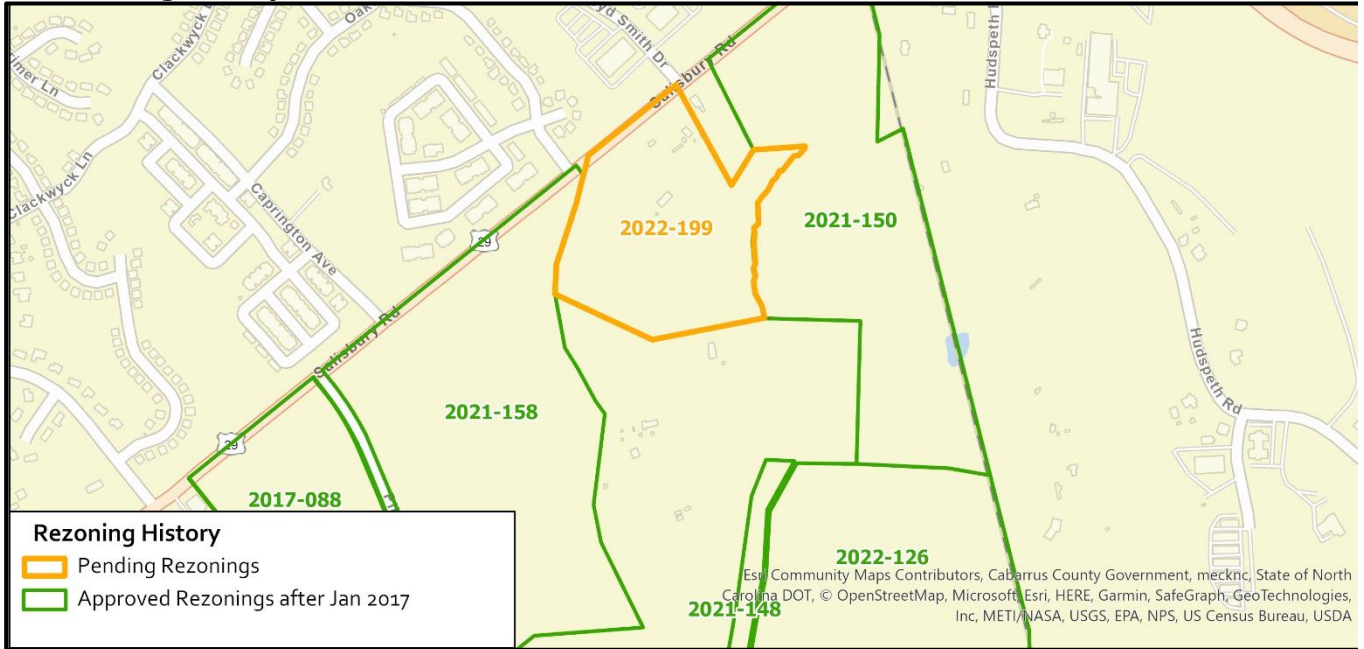 Clackwyck Ln
Oak
yd Smith Dr
Salisbury Rd
Hudspeth R
imer Ln
Clackwyck Ln
Caprington Ave
29
2022-199
2021-150
Salisbury Rd
2021-158
Hudspeth Rd
29
2017-088
2022-126
2021-148
Rezoning History
Pending Rezonings
Approved Rezonings after Jan 2017
Esri Community Maps Contributors, Cabarrus County Government, mecknc, State of North
Carolina DOT, © OpenStreetMap, Microsoft, Esri, HERE, Garmin, SafeGraph, GeoTechnologies,
Inc, METI/NASA, USGS, EPA, NPS, US Census Bureau, USDA